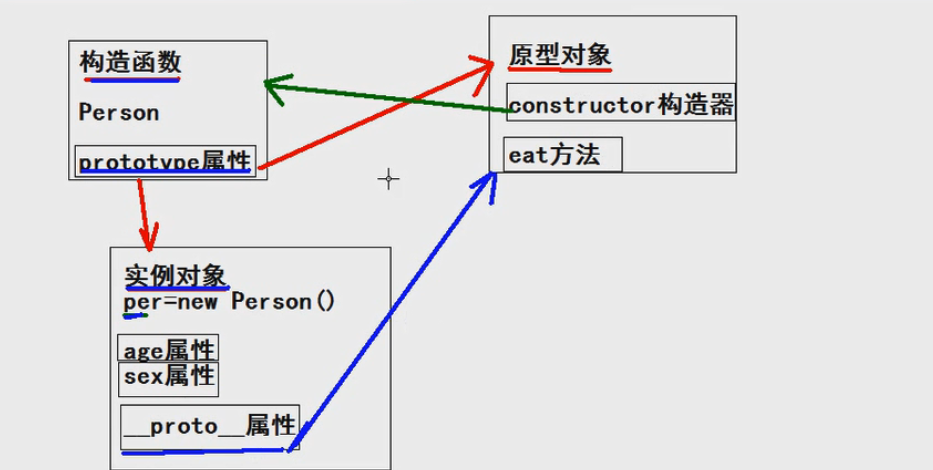 构造函数
Person
prototype属性
原型对象
constructor构造器
eat方法
实例对象
per=new Person()
age属性
sex属性
__proto__属性